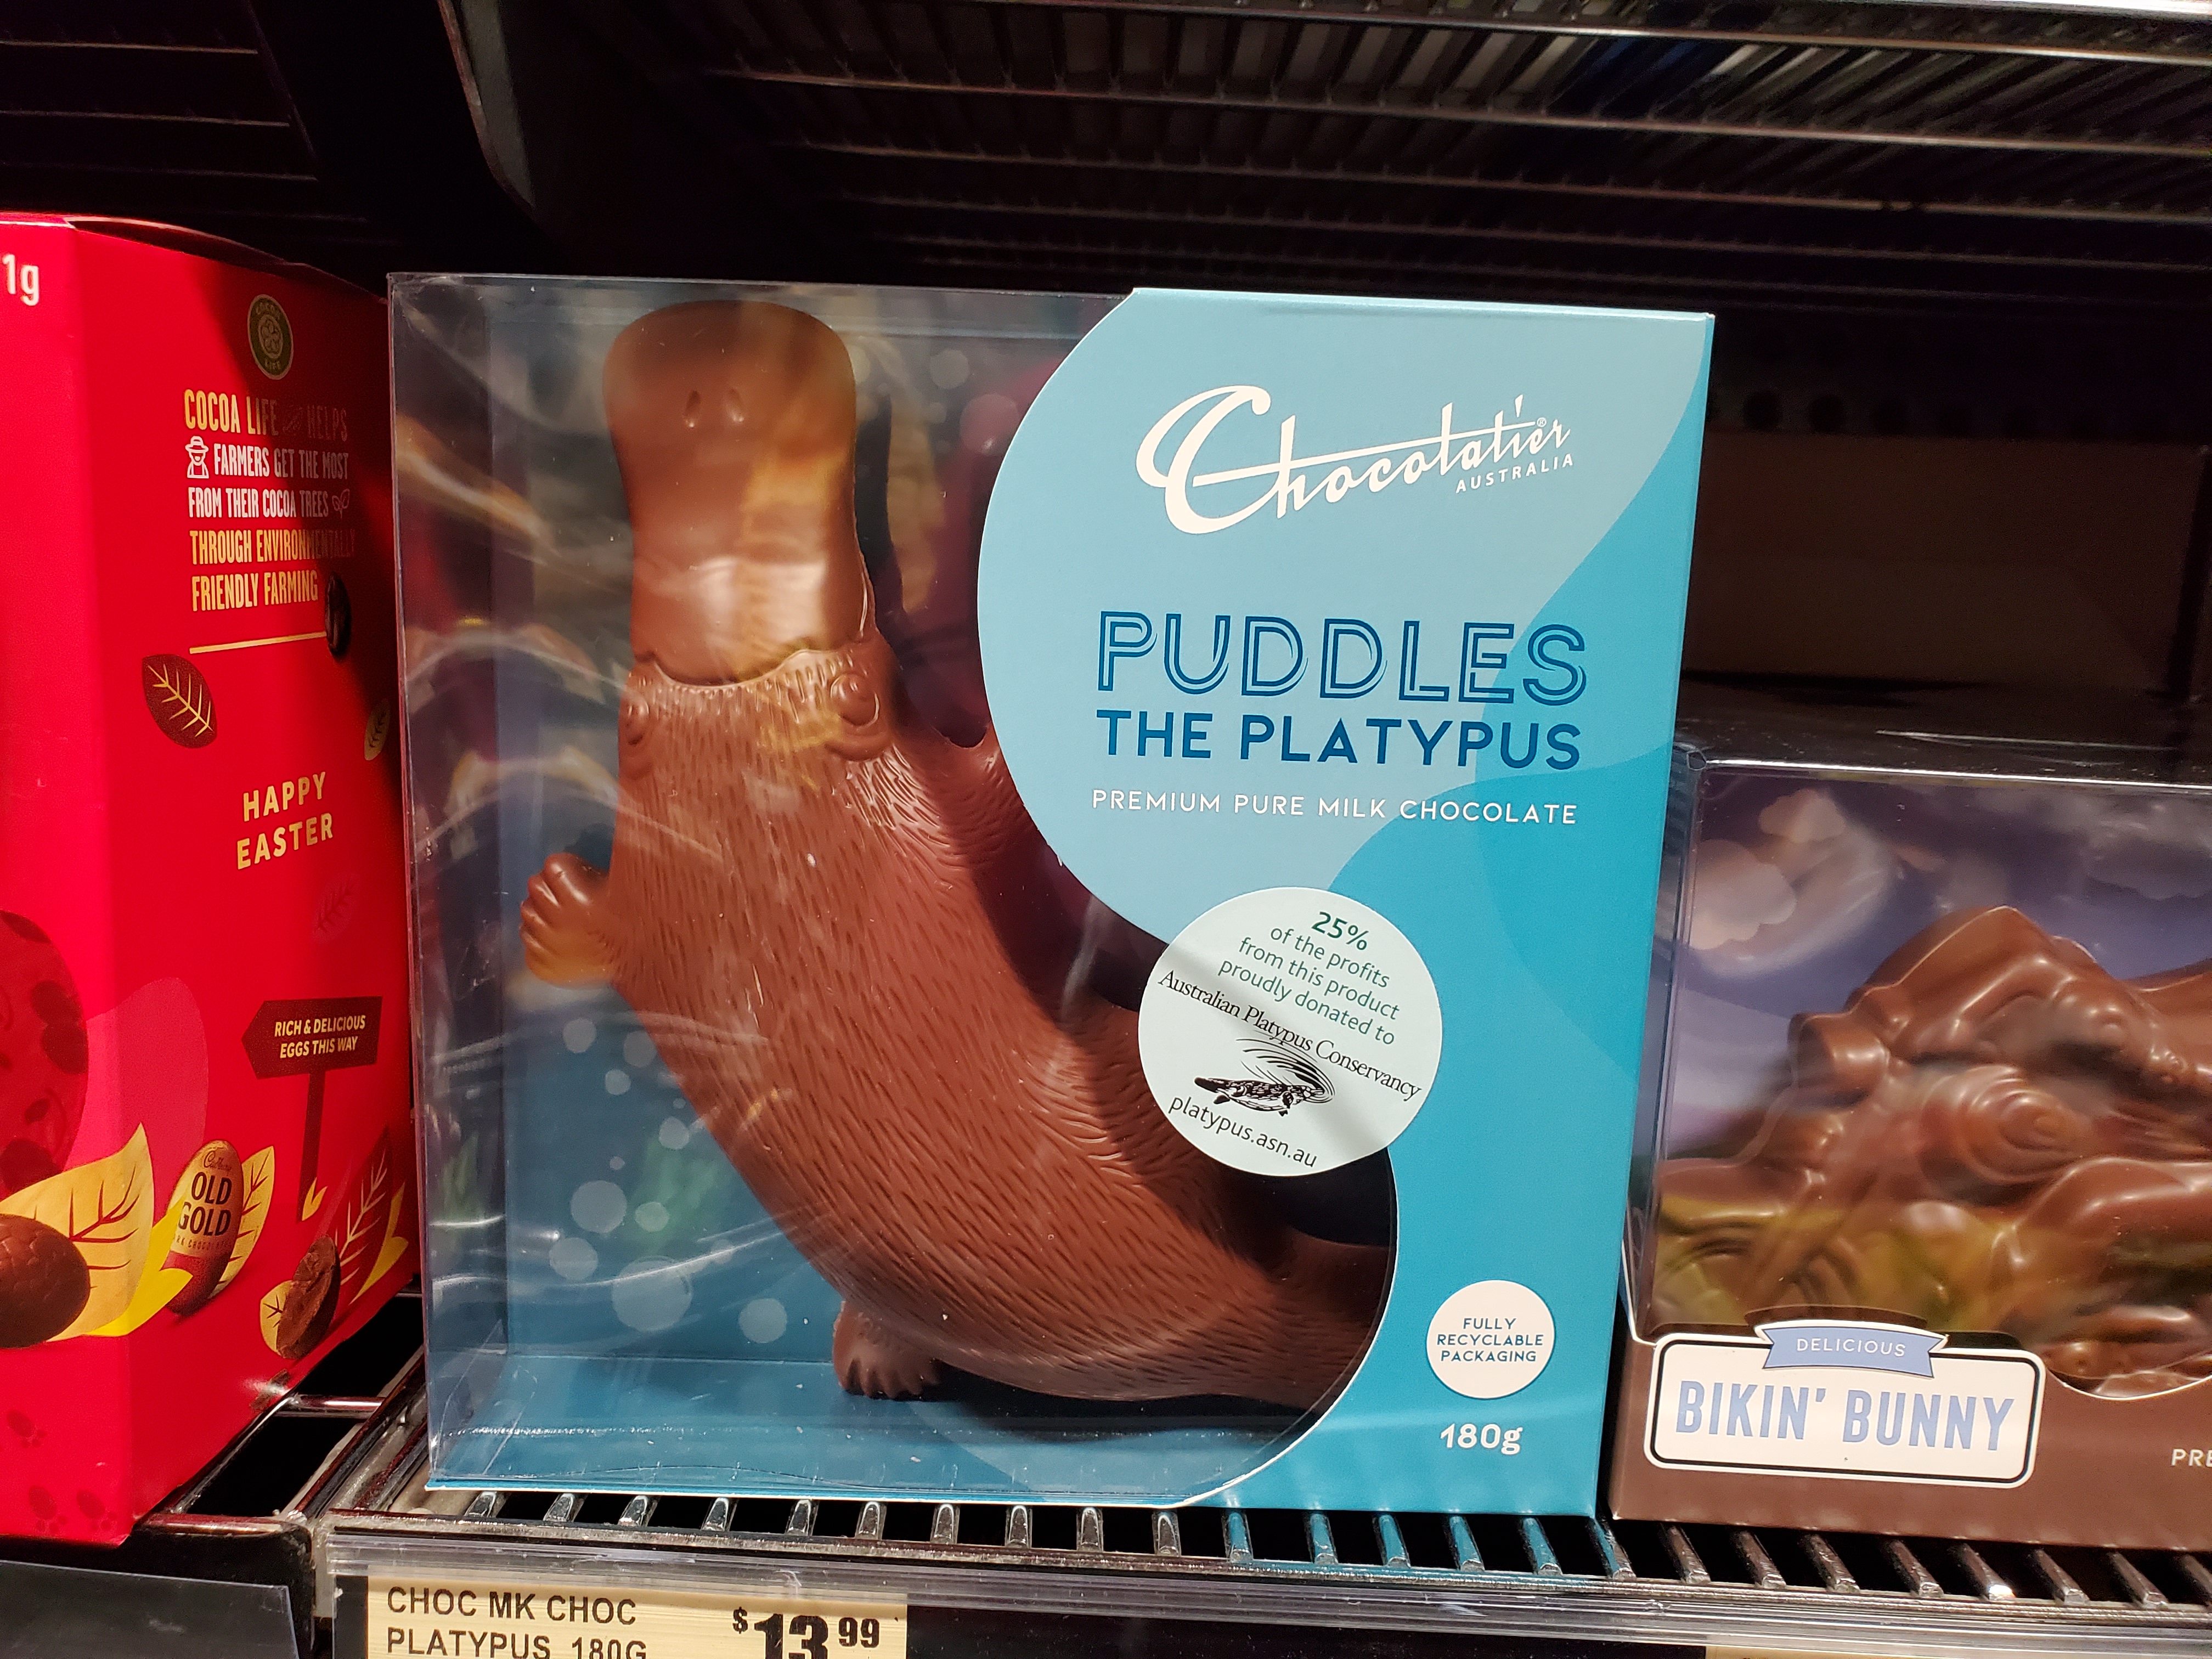 1g
COCOA LIFE HELPS
FARMERS GET THE MOST
FROM THEIR COCOA TREES
THROUGH ENVIRONMENTALLY
FRIENDLY FARMING
HAPPY
EASTER
RICH & DELICIOUS
EGGS THIS WAY
Cadbury
OLD
GOLD
Chocolatier®
AUSTRALIA
PUDDLES
THE PLATYPUS
PREMIUM PURE MILK CHOCOLATE
25%
of the profits
from this product
proudly donated to
Australian Platypus Conservancy
platypus.asn.au
FULLY
RECYCLABLE
PACKAGING
180g
DELICIOUS
BIKIN' BUNNY
PRE
CHOC MK CHOC
PLATYPUS 180G
$13.99